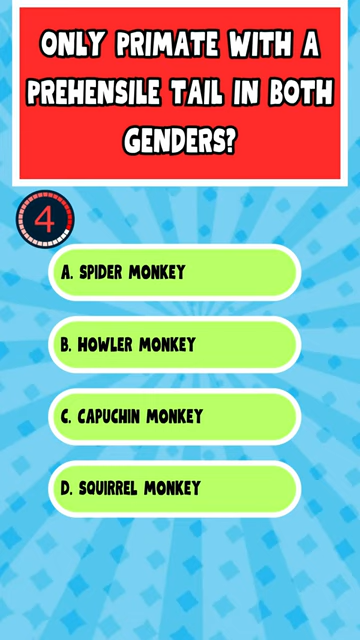 ONLY PRIMATE WITH A
PREHENSILE TAIL IN BOTH
GENDERS?
4
A. SPIDER MONKEY
B. HOWLER MONKEY
C. CAPUCHIN MONKEY
D. SQUIRREL MONKEY